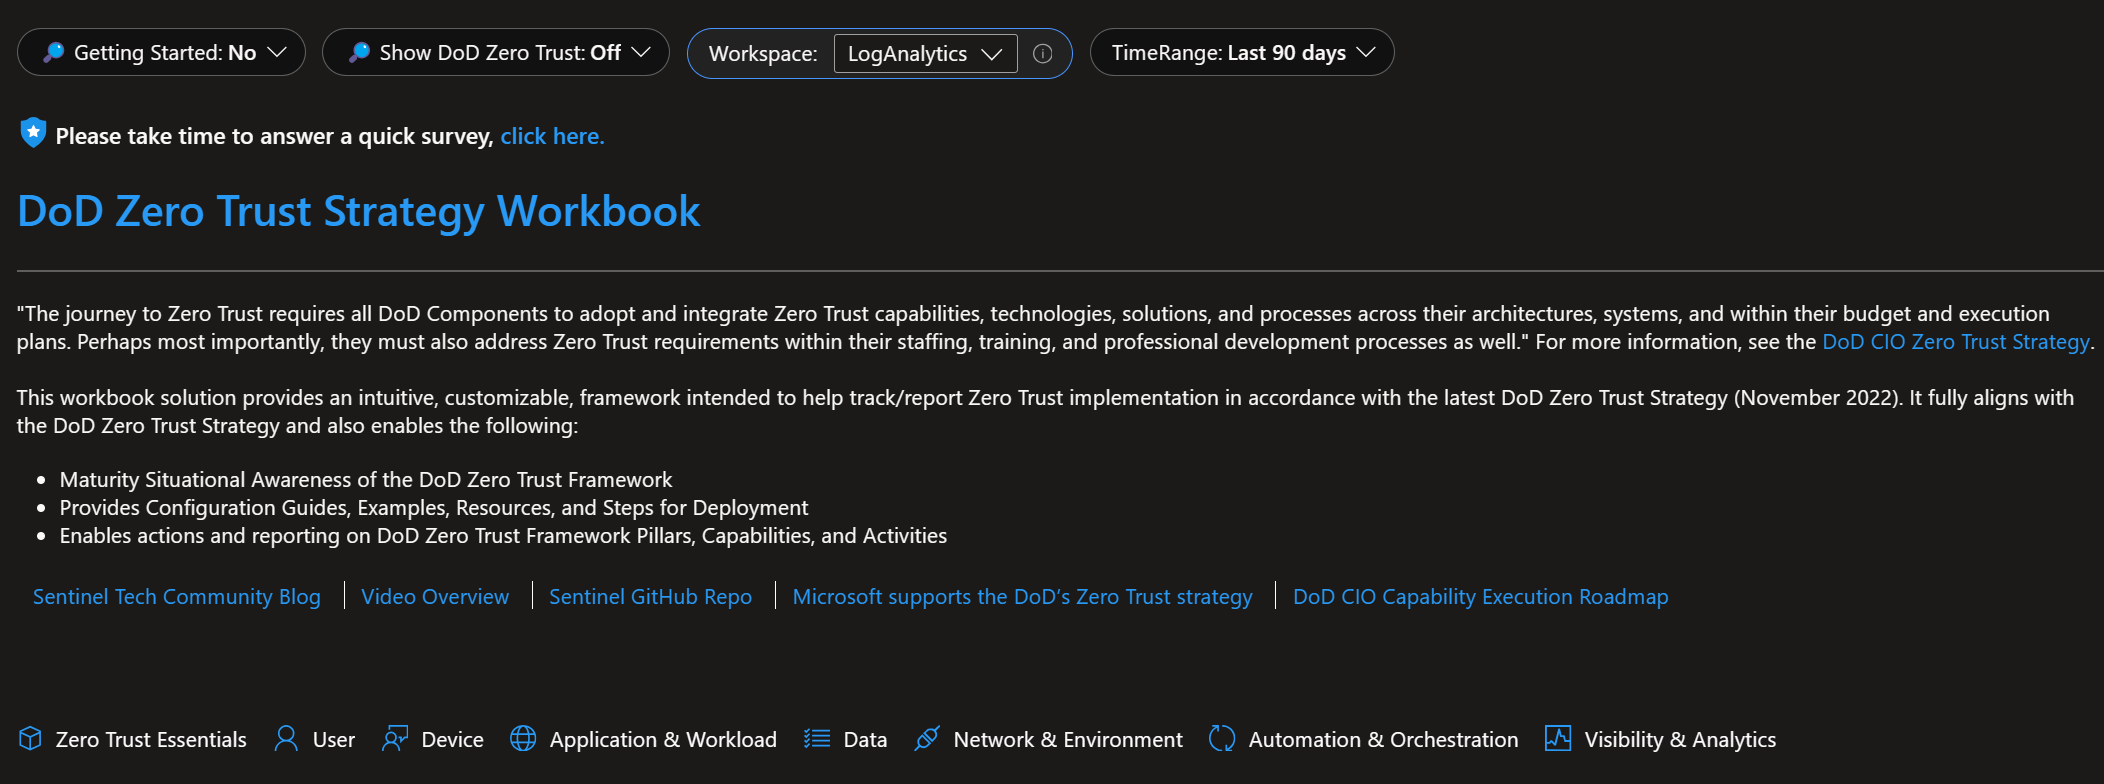 Getting Started: No
Show DoD Zero Trust: Off
Workspace: LogAnalytics
TimeRange: Last 90 days
Please take time to answer a quick survey, click here.
DoD Zero Trust Strategy Workbook
"The journey to Zero Trust requires all DoD Components to adopt and integrate Zero Trust capabilities, technologies, solutions, and processes across their architectures, systems, and within their budget and execution
plans. Perhaps most importantly, they must also address Zero Trust requirements within their staffing, training, and professional development processes as well." For more information, see the DoD CIO Zero Trust Strategy.
This workbook solution provides an intuitive, customizable, framework intended to help track/report Zero Trust implementation in accordance with the latest DoD Zero Trust Strategy (November 2022). It fully aligns with
the DoD Zero Trust Strategy and also enables the following:
• Maturity Situational Awareness of the DoD Zero Trust Framework
• Provides Configuration Guides, Examples, Resources, and Steps for Deployment
• Enables actions and reporting on DoD Zero Trust Framework Pillars, Capabilities, and Activities
Sentinel Tech Community Blog
Video Overview
Sentinel GitHub Repo
Microsoft supports the DoD's Zero Trust strategy
DoD CIO Capability Execution Roadmap
Zero Trust Essentials
User
Device
Application & Workload
Data
Network & Environment
Automation & Orchestration
Visibility & Analytics